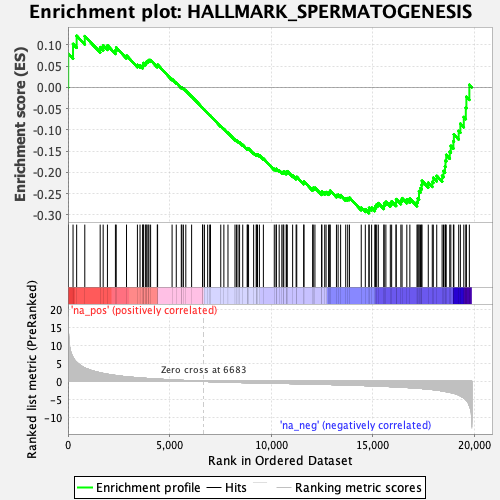 Enrichment plot: HALLMARK_SPERMATOGENESIS
Enrichment score (ES)
0.10
0.05
0.00
-0.05
-0.10
-0.15
-0.20
-0.25
-0.30
'na_pos' (positively correlated)
Ranked list metric (PreRanked)
20
15
10
5
0
-5
-10
Zero cross at 6683
'na_neg' (negatively correlated)
0
5,000
10,000
15,000
20,000
Rank in Ordered Dataset
Enrichment profile
Hits
Ranking metric scores